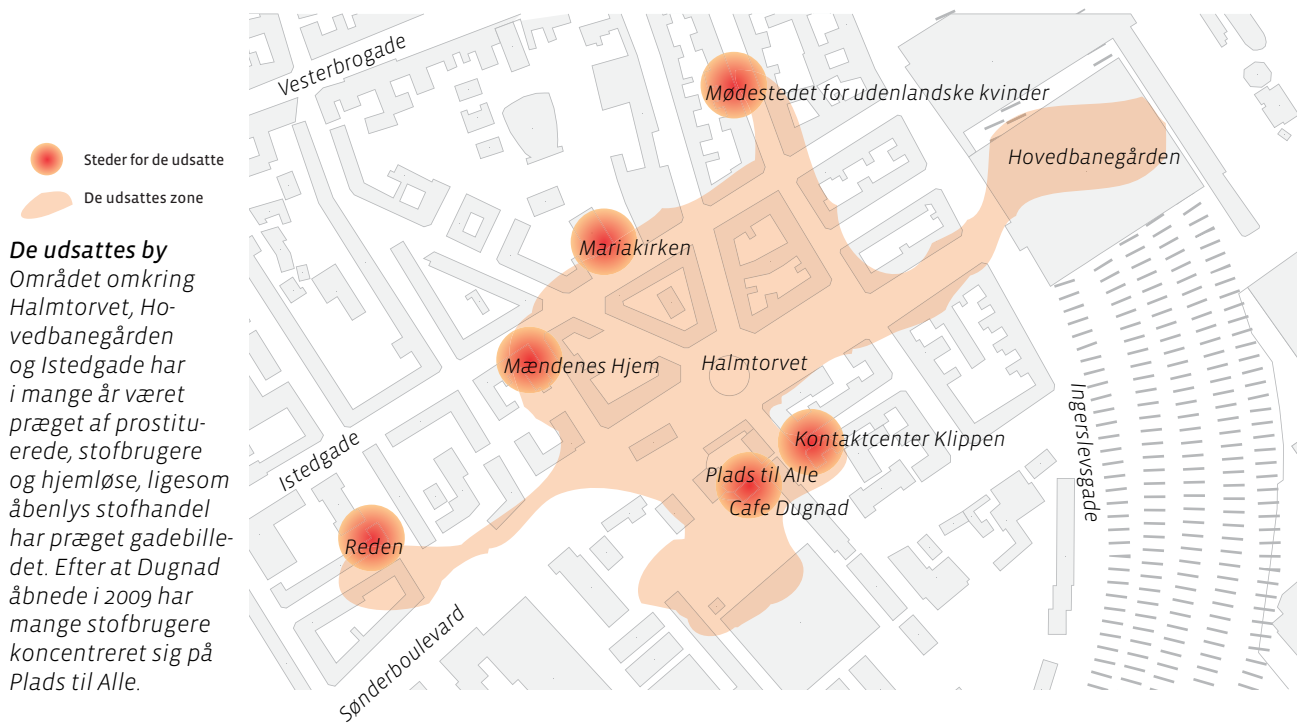 Steder for de udsatte
De udsattes zone
De udsattes by
Området omkring
Halmtorvet, Ho-
vedbanegården
og Istedgade har
i mange år været
præget af prostitu-
erede, stofbrugere
og hjemløse, ligesom
åbenlys stofhandel
har præget gadebille-
det. Efter at Dugnad
åbnede i 2009 har
mange stofbrugere
koncentreret sig på
Plads til Alle.
Vesterbrogade
Mødestedet for udenlandske kvinder
Hovedbanegården
Mariakirken
Mændenes Hjem
Halmtorvet
Kontaktcenter Klippen
Plads til Alle
Cafe Dugnad
Ingerslevsgade
Istedgade
Reden
Sønderboulevard